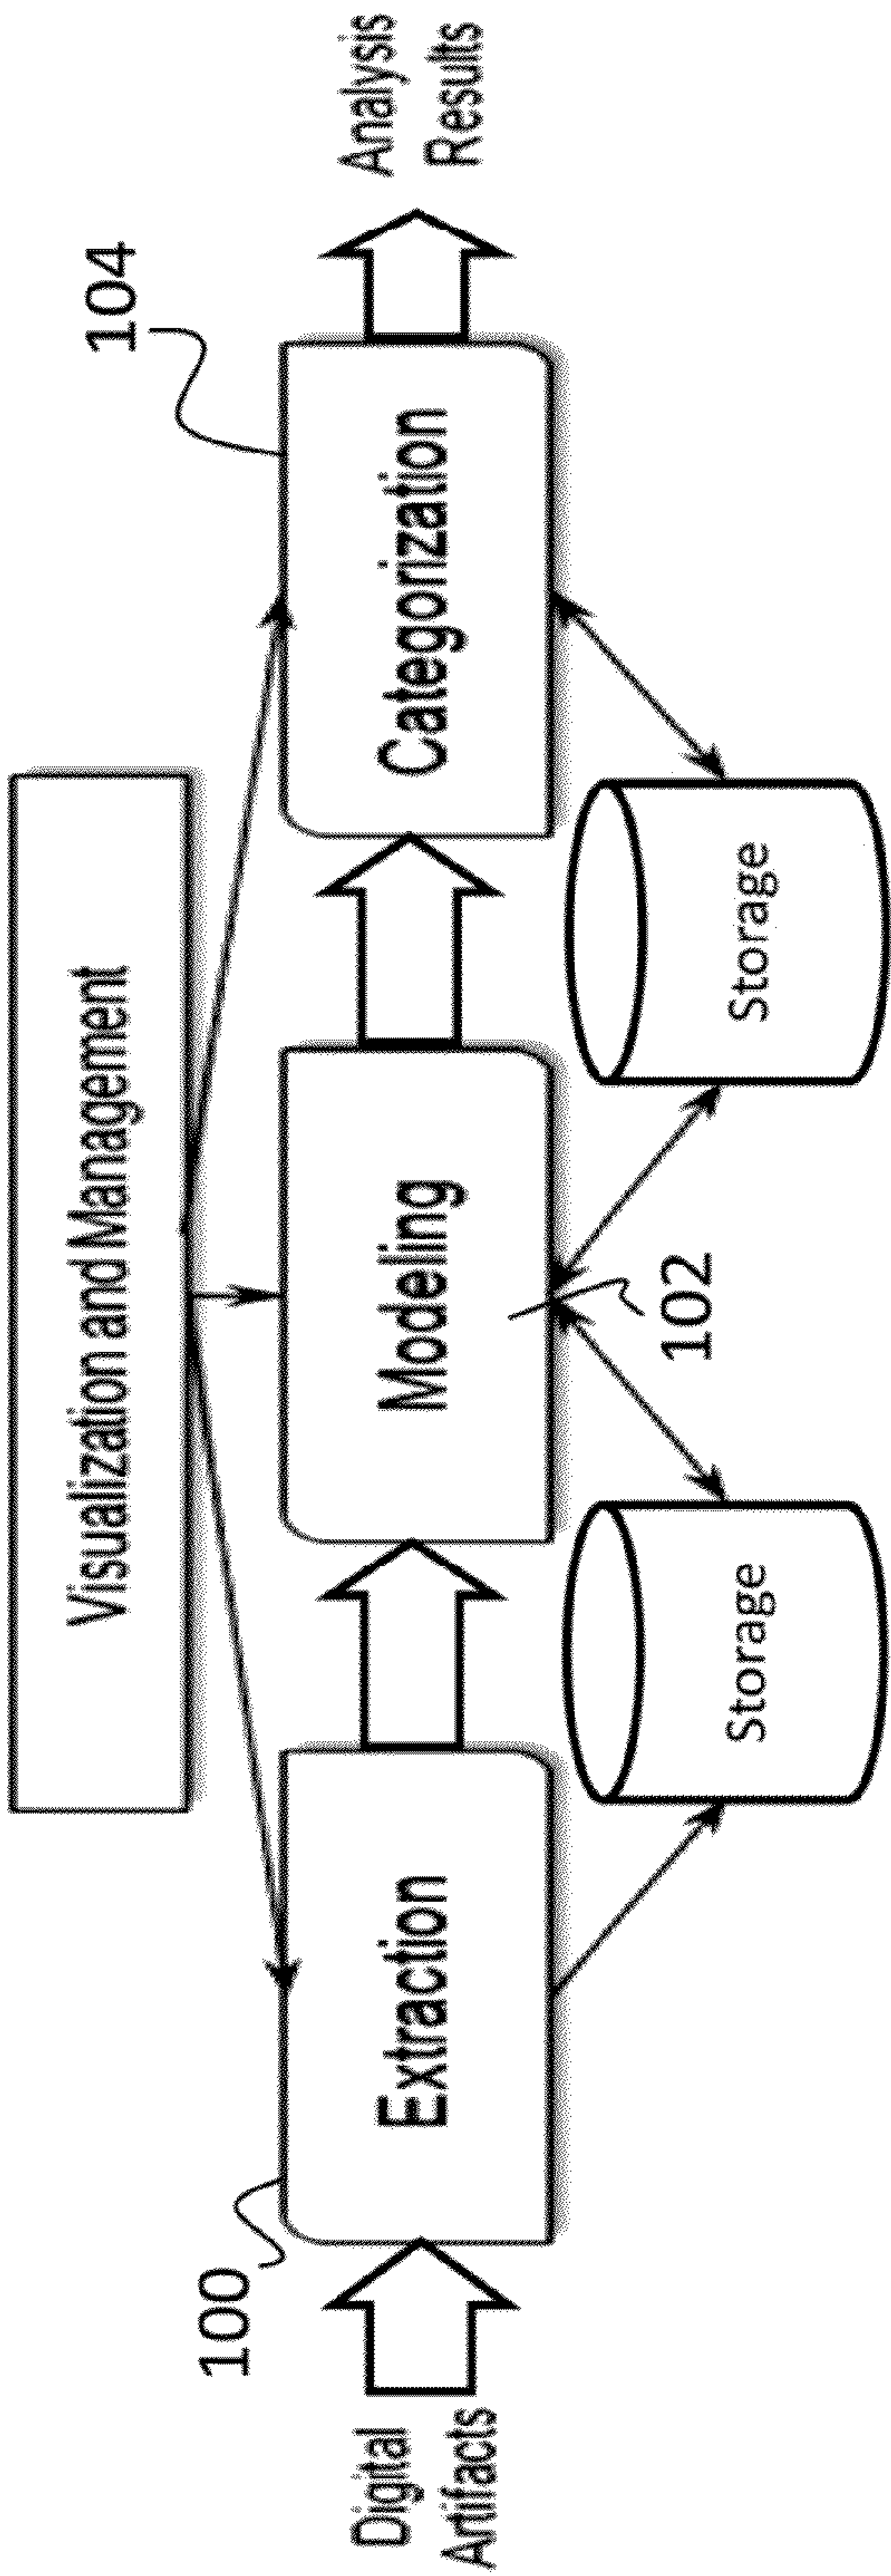 Visualization and Management
104
100
Digital
Artifacts
Extraction
Modeling
Categorization
Analysis
Results
102
Storage
Storage